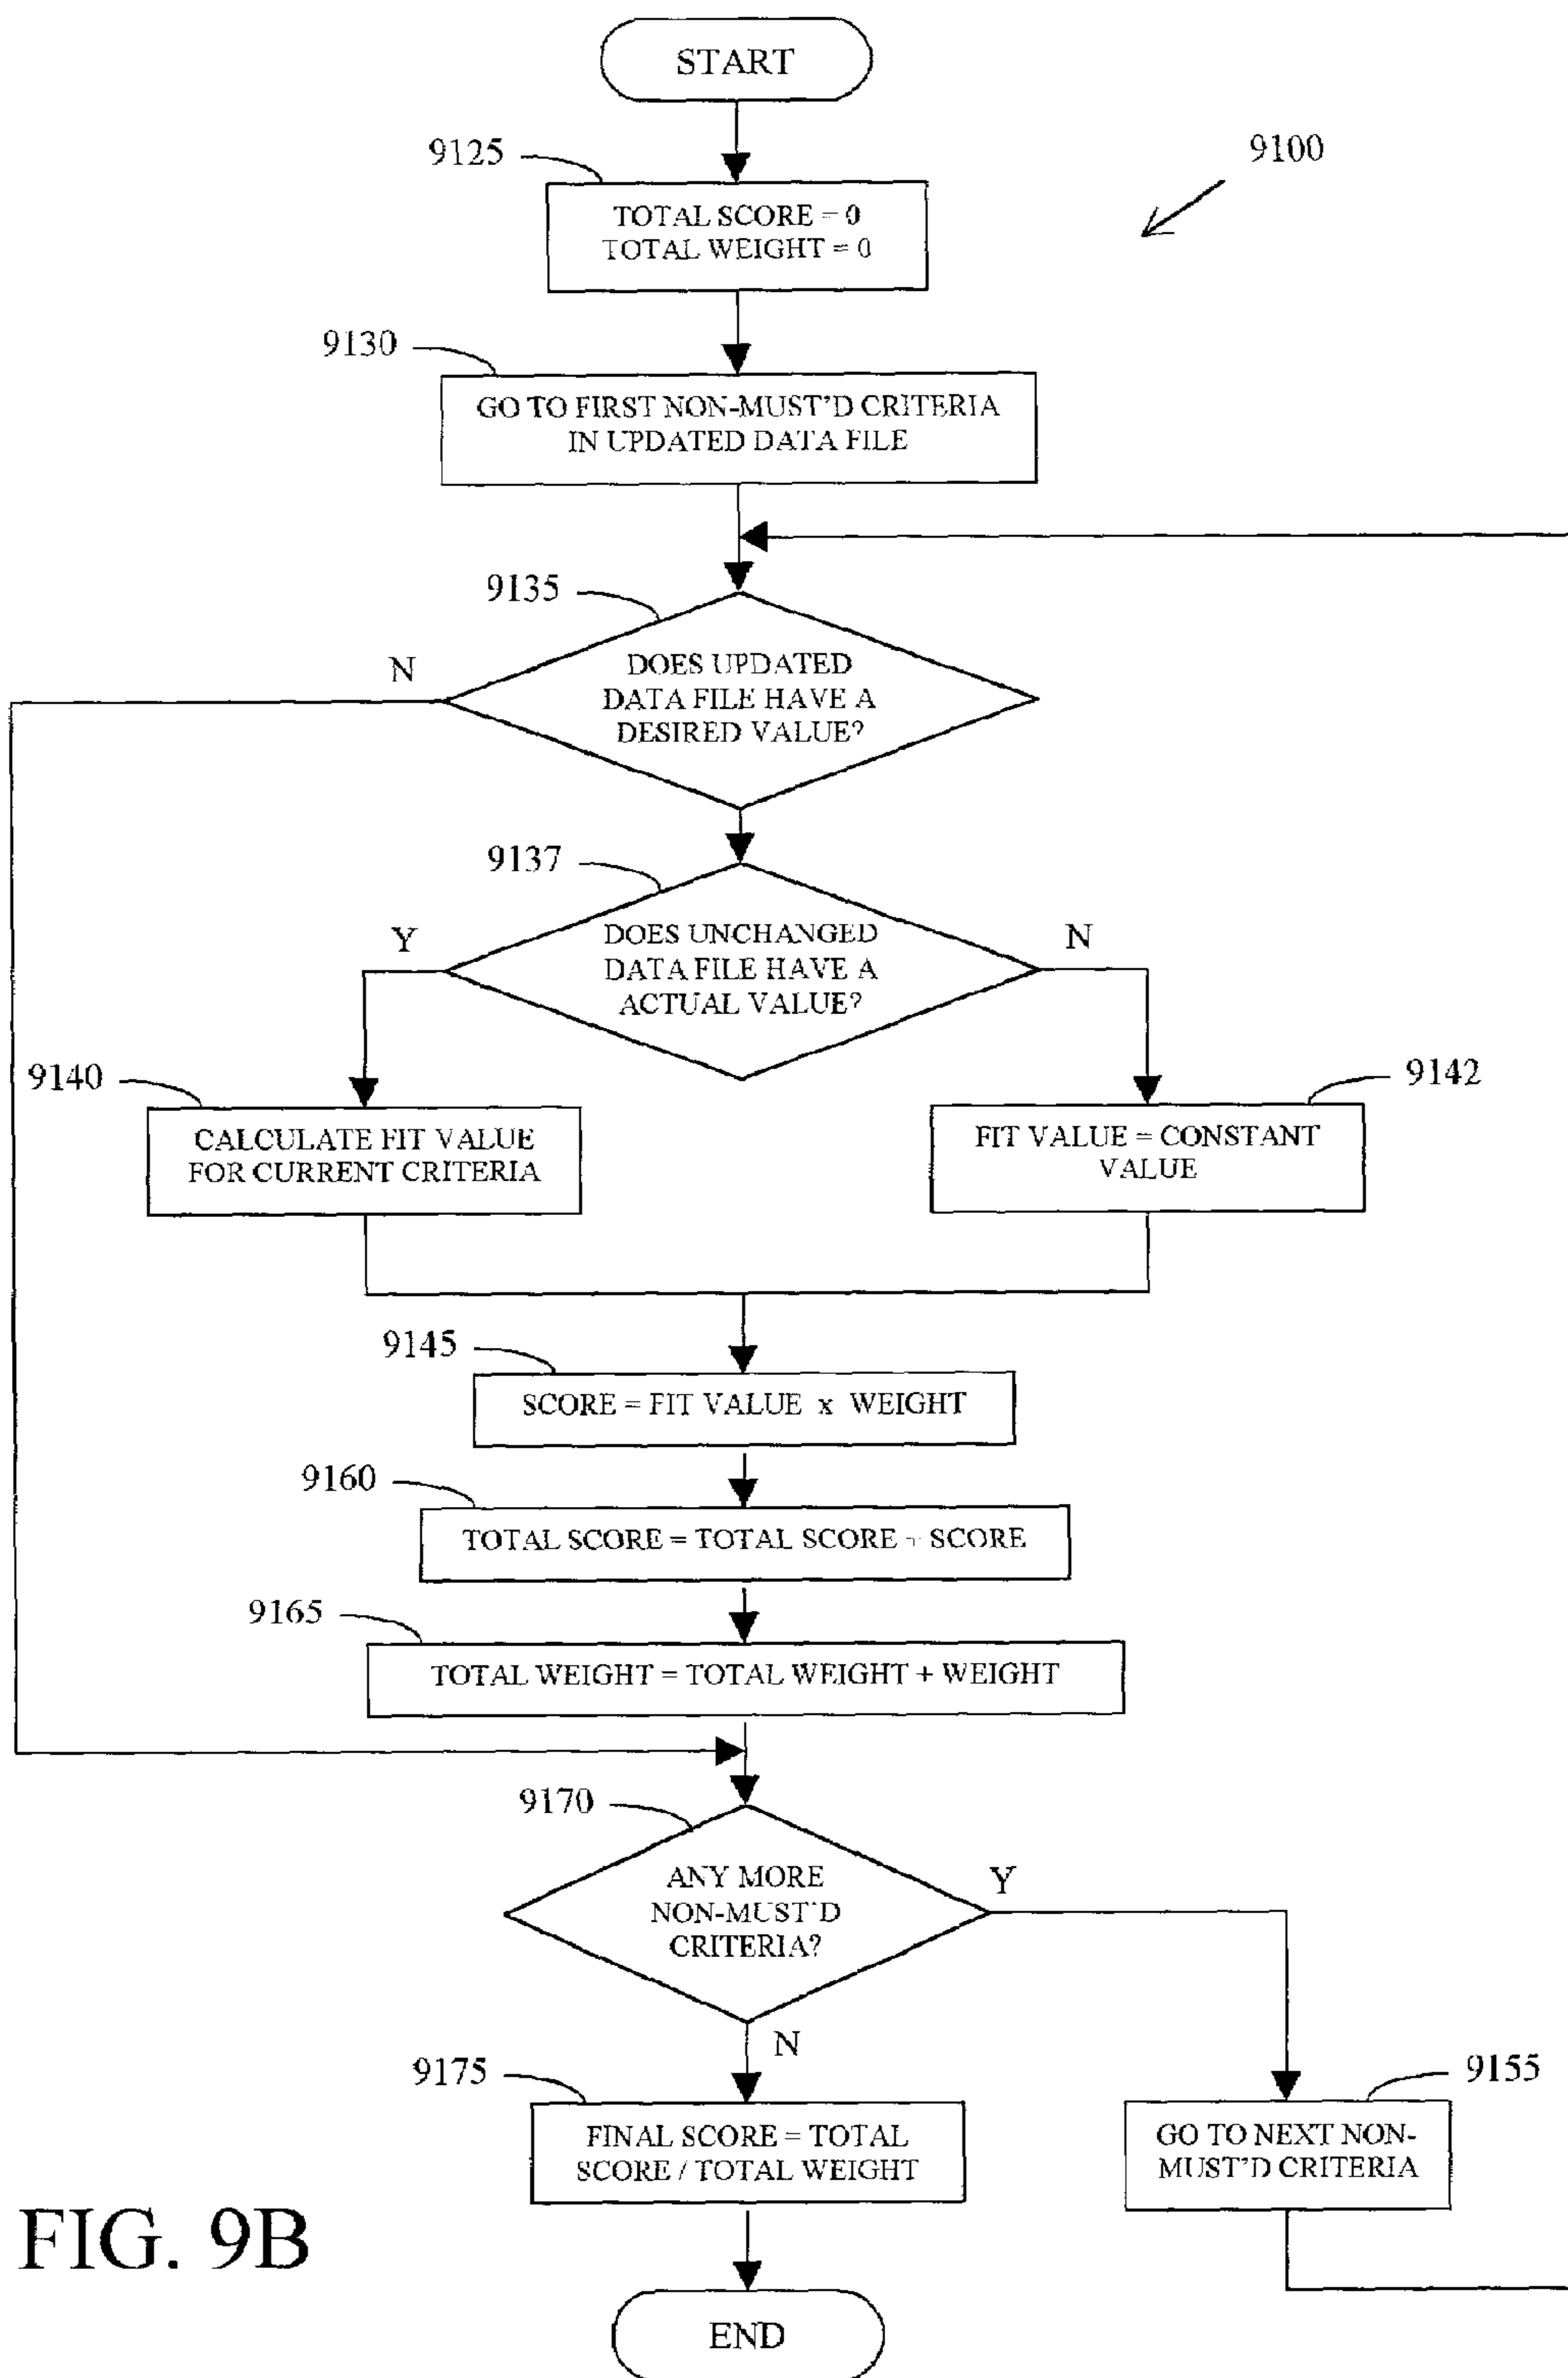 START
9125
9100
TOTAL SCORE = 0
TOTAL WEIGHT = 0
9130
GO TO FIRST NON-MUST'D CRITERIA
IN UPDATED DATA FILE
9135
N
DOES UPDATED
DATA FILE HAVE A
DESIRED VALUE?
9137
Y
DOES UNCHANGED
DATA FILE HAVE A
ACTUAL VALUE?
N
9140
9142
CALCULATE FIT VALUE
FOR CURRENT CRITERIA
FIT VALUE = CONSTANT
VALUE
9145
SCORE = FIT VALUE x WEIGHT
9160
TOTAL SCORE = TOTAL SCORE + SCORE
9165
TOTAL WEIGHT = TOTAL WEIGHT + WEIGHT
9170
ANY MORE
NON-MUST'D
CRITERIA?
Y
N
9175
9155
FINAL SCORE = TOTAL
SCORE / TOTAL WEIGHT
GO TO NEXT NON-
MUST'D CRITERIA
FIG. 9B
END